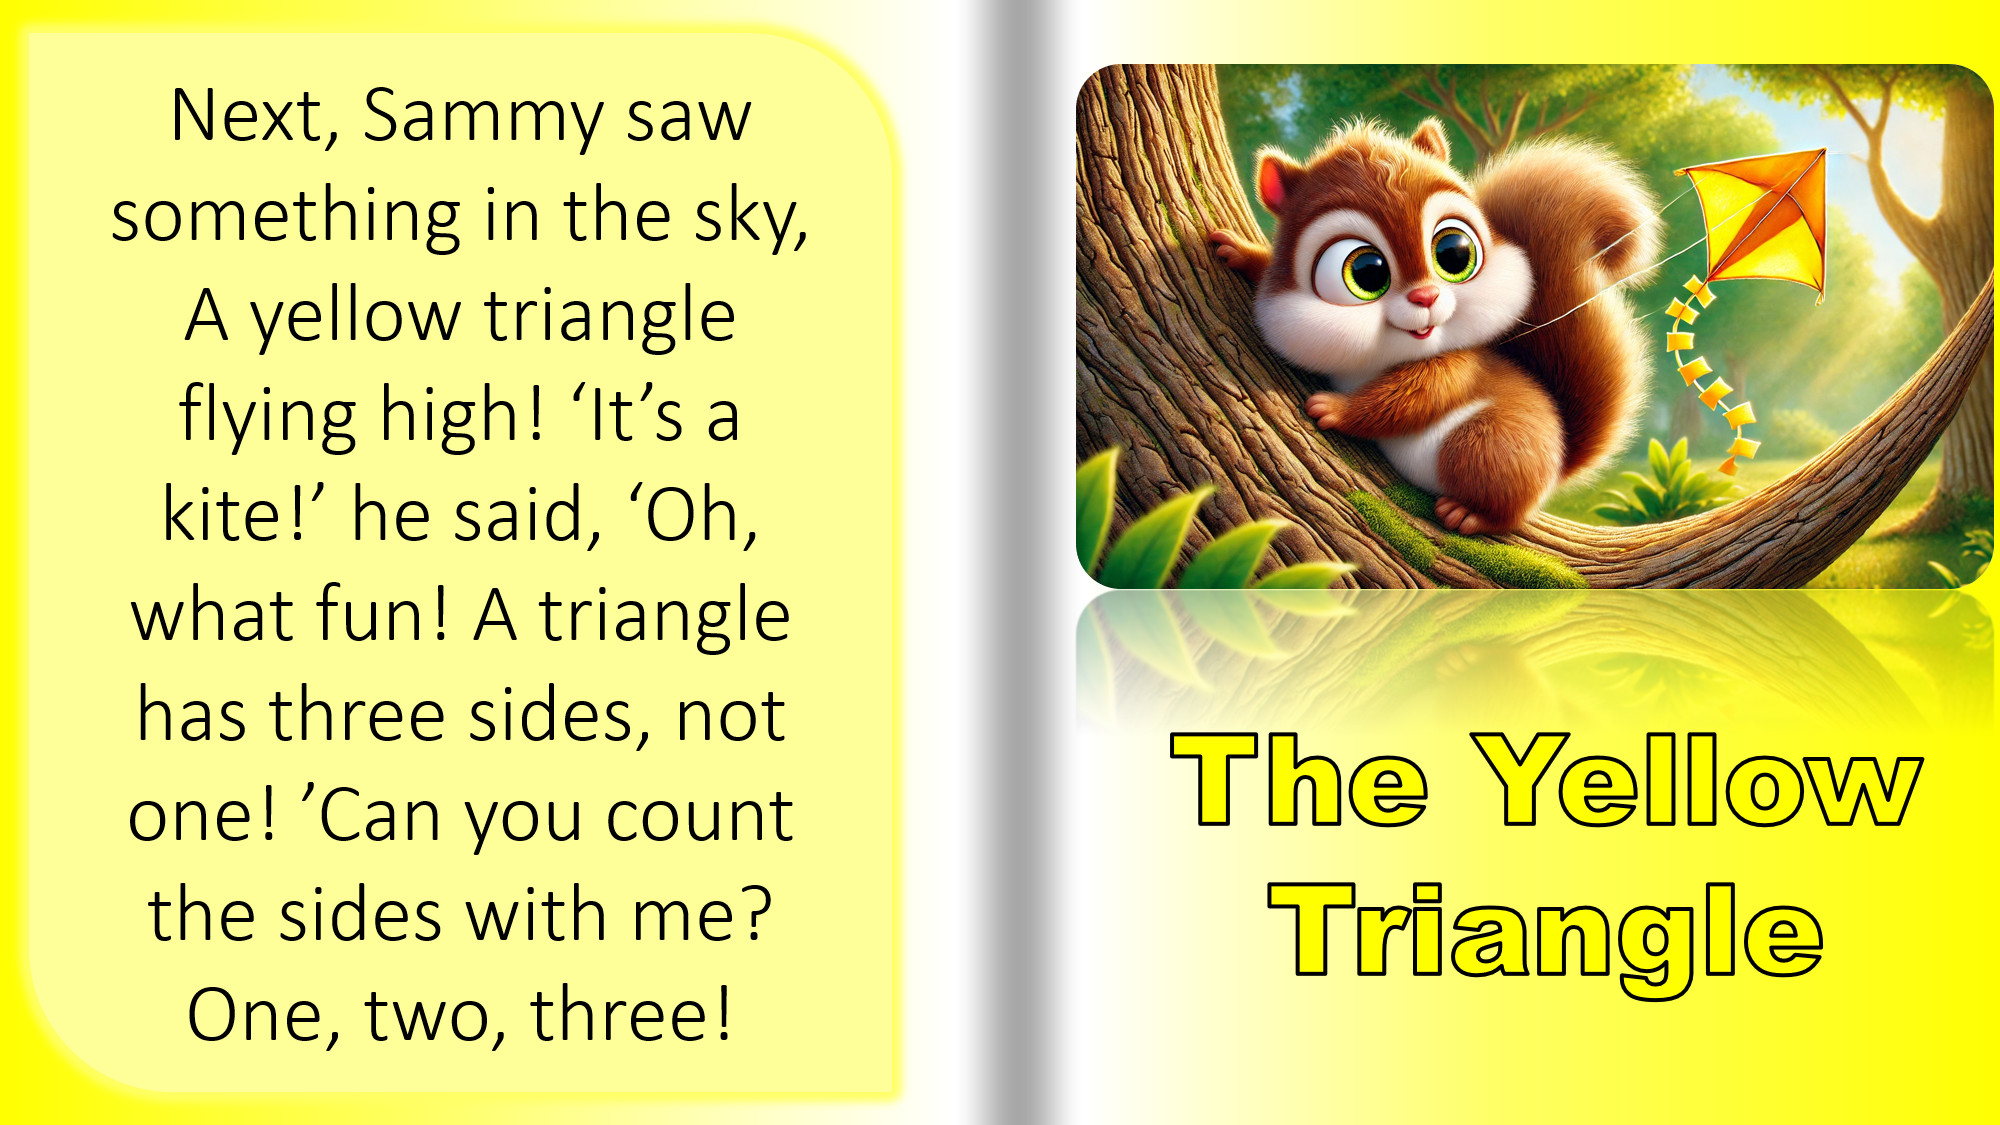 Next, Sammy saw
something in the sky,
A yellow triangle
flying high! ‘It’s a
kite!’ he said, ‘Oh,
what fun! A triangle
has three sides, not
one! ’Can you count
the sides with me?
One, two, three!
The Yellow
Triangle